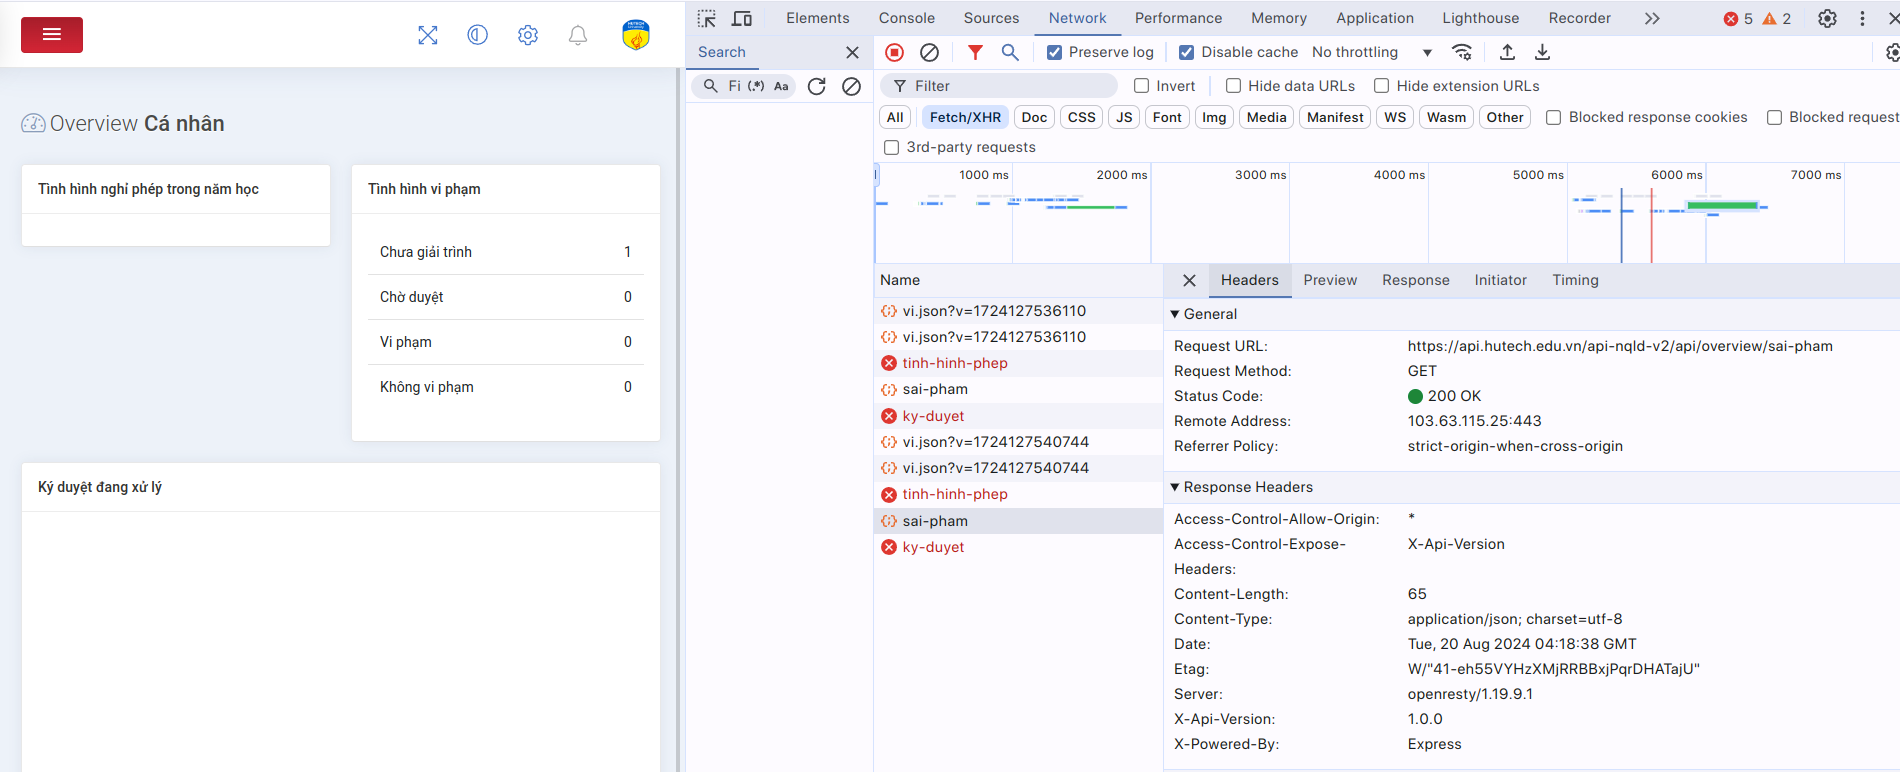 Overview Cá nhân
Tình hình nghỉ phép trong năm học
Tình hình vi phạm
Chưa giải trình 1
Chờ duyệt 0
Vi phạm 0
Không vi phạm 0
Ký duyệt đang xử lý
Elements Console Sources Network Performance Memory Application Lighthouse Recorder 5 2
Search
Fi (.*) Aa
Preserve log Disable cache No throttling
Filter Invert Hide data URLs Hide extension URLs
All Fetch/XHR Doc CSS JS Font Img Media Manifest WS Wasm Other Blocked response cookies Blocked request
3rd-party requests
1000 ms 2000 ms 3000 ms 4000 ms 5000 ms 6000 ms 7000 ms
Name
vi.json?v=1724127536110
vi.json?v=1724127536110
tinh-hinh-phep
sai-pham
ky-duyet
vi.json?v=1724127540744
vi.json?v=1724127540744
tinh-hinh-phep
sai-pham
ky-duyet
Headers Preview Response Initiator Timing
General
Request URL: https://api.hutech.edu.vn/api-nqld-v2/api/overview/sai-pham
Request Method: GET
Status Code: 200 OK
Remote Address: 103.63.115.25:443
Referrer Policy: strict-origin-when-cross-origin
Response Headers
Access-Control-Allow-Origin: *
Access-Control-Expose- X-Api-Version
Headers:
Content-Length: 65
Content-Type: application/json; charset=utf-8
Date: Tue, 20 Aug 2024 04:18:38 GMT
Etag: W/"41-eh55VYHzXMjRRBBxjPqrDHATajU"
Server: openresty/1.19.9.1
X-Api-Version: 1.0.0
X-Powered-By: Express